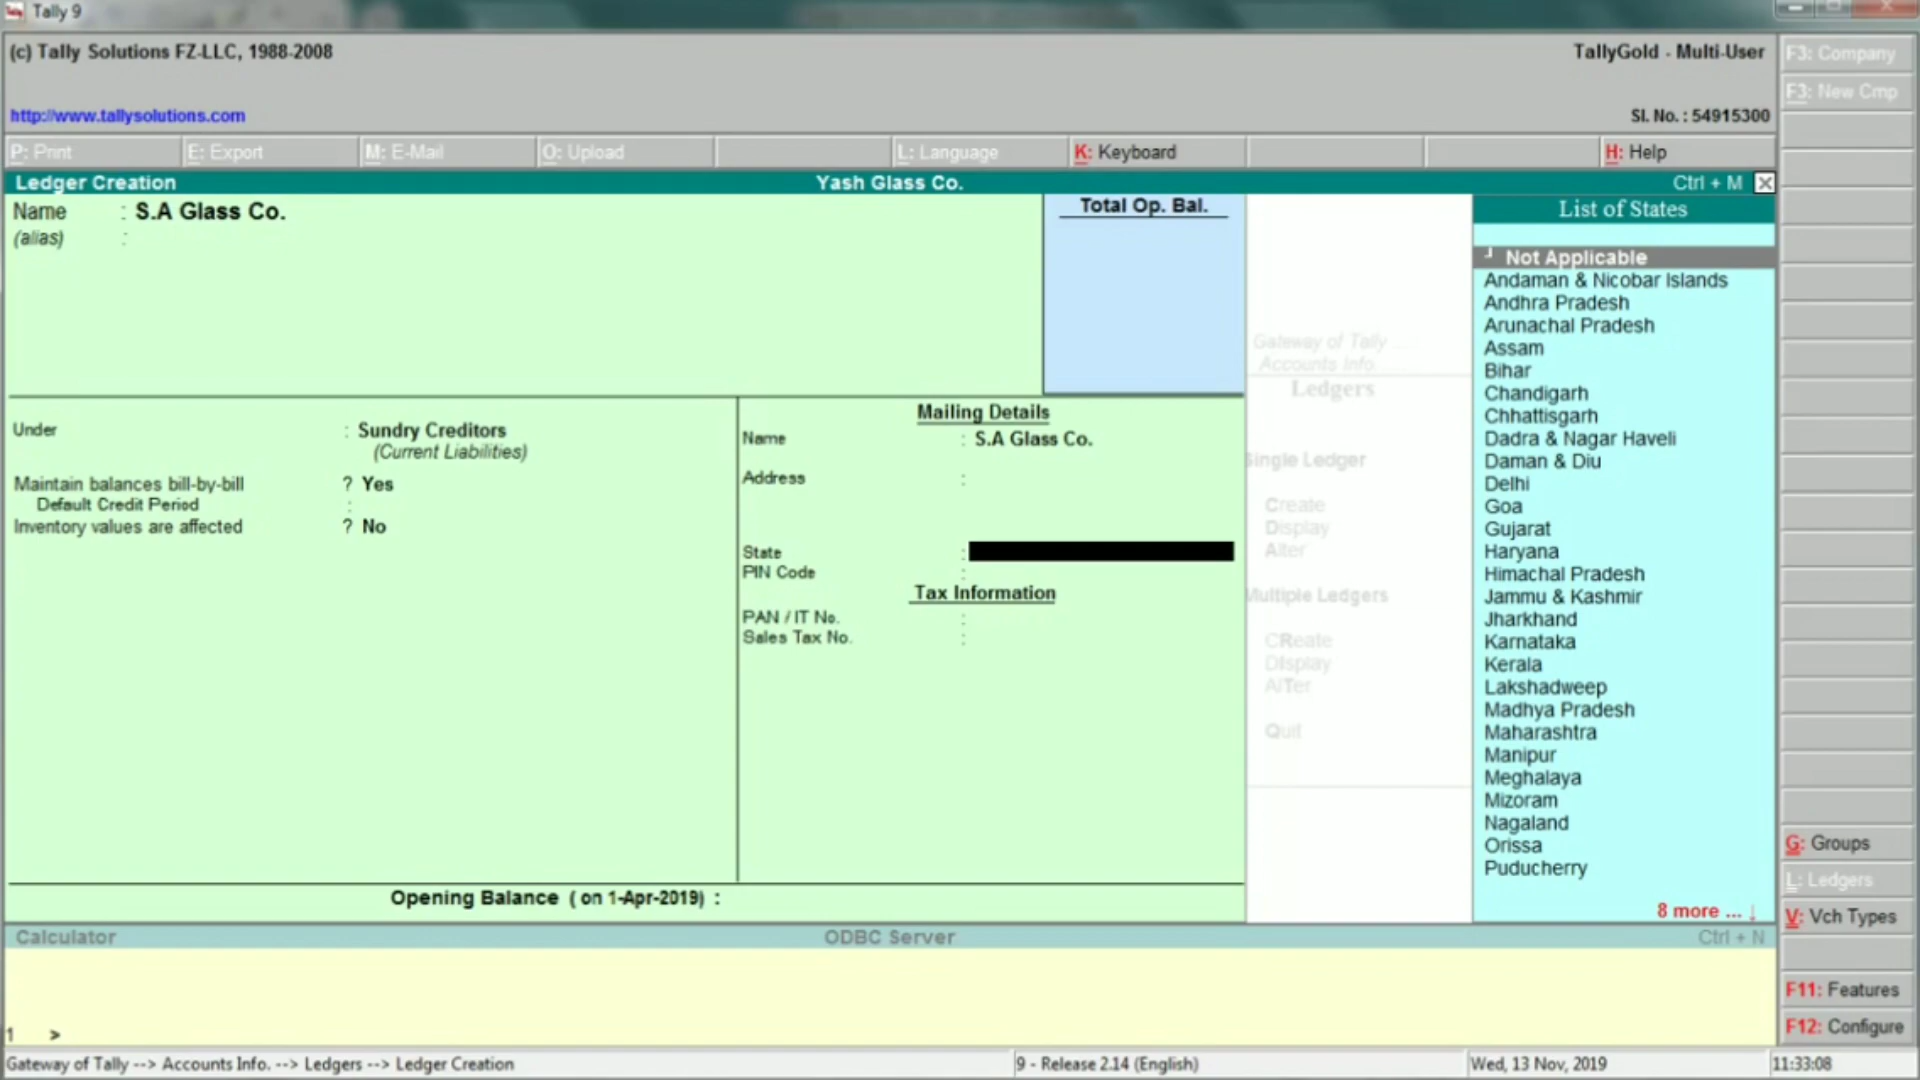 Tally 9
(c) Tally Solutions FZ-LLC, 1988-2008
TallyGold - Multi-User
http://www.tallysolutions.com
Sl. No. : 54915300
P: Print
E: Export
M: E-Mail
O: Upload
L: Language
K: Keyboard
H: Help
F3: Company
F3: New Cmp
Ledger Creation
Yash Glass Co.
Ctrl + M
Name : S.A Glass Co.
(alias) :
Total Op. Bal.
Under : Sundry Creditors
(Current Liabilities)
Maintain balances bill-by-bill ? Yes
Default Credit Period :
Inventory values are affected ? No
Mailing Details
Name : S.A Glass Co.
Address :
State :
PIN Code :
Tax Information
PAN / IT No. :
Sales Tax No. :
Opening Balance ( on 1-Apr-2019) :
Gateway of Tally ...
Accounts Info. ...
Ledgers
Single Ledger
Create
Display
Alter
Multiple Ledgers
CReate
DIsplay
AlTer
Quit
List of States
Not Applicable
Andaman & Nicobar Islands
Andhra Pradesh
Arunachal Pradesh
Assam
Bihar
Chandigarh
Chhattisgarh
Dadra & Nagar Haveli
Daman & Diu
Delhi
Goa
Gujarat
Haryana
Himachal Pradesh
Jammu & Kashmir
Jharkhand
Karnataka
Kerala
Lakshadweep
Madhya Pradesh
Maharashtra
Manipur
Meghalaya
Mizoram
Nagaland
Orissa
Puducherry
8 more ... ↓
G: Groups
L: Ledgers
V: Vch Types
F11: Features
F12: Configure
Calculator
ODBC Server
Ctrl + N
1 >
Gateway of Tally --> Accounts Info. --> Ledgers --> Ledger Creation
9 - Release 2.14 (English)
Wed, 13 Nov, 2019
11:33:08